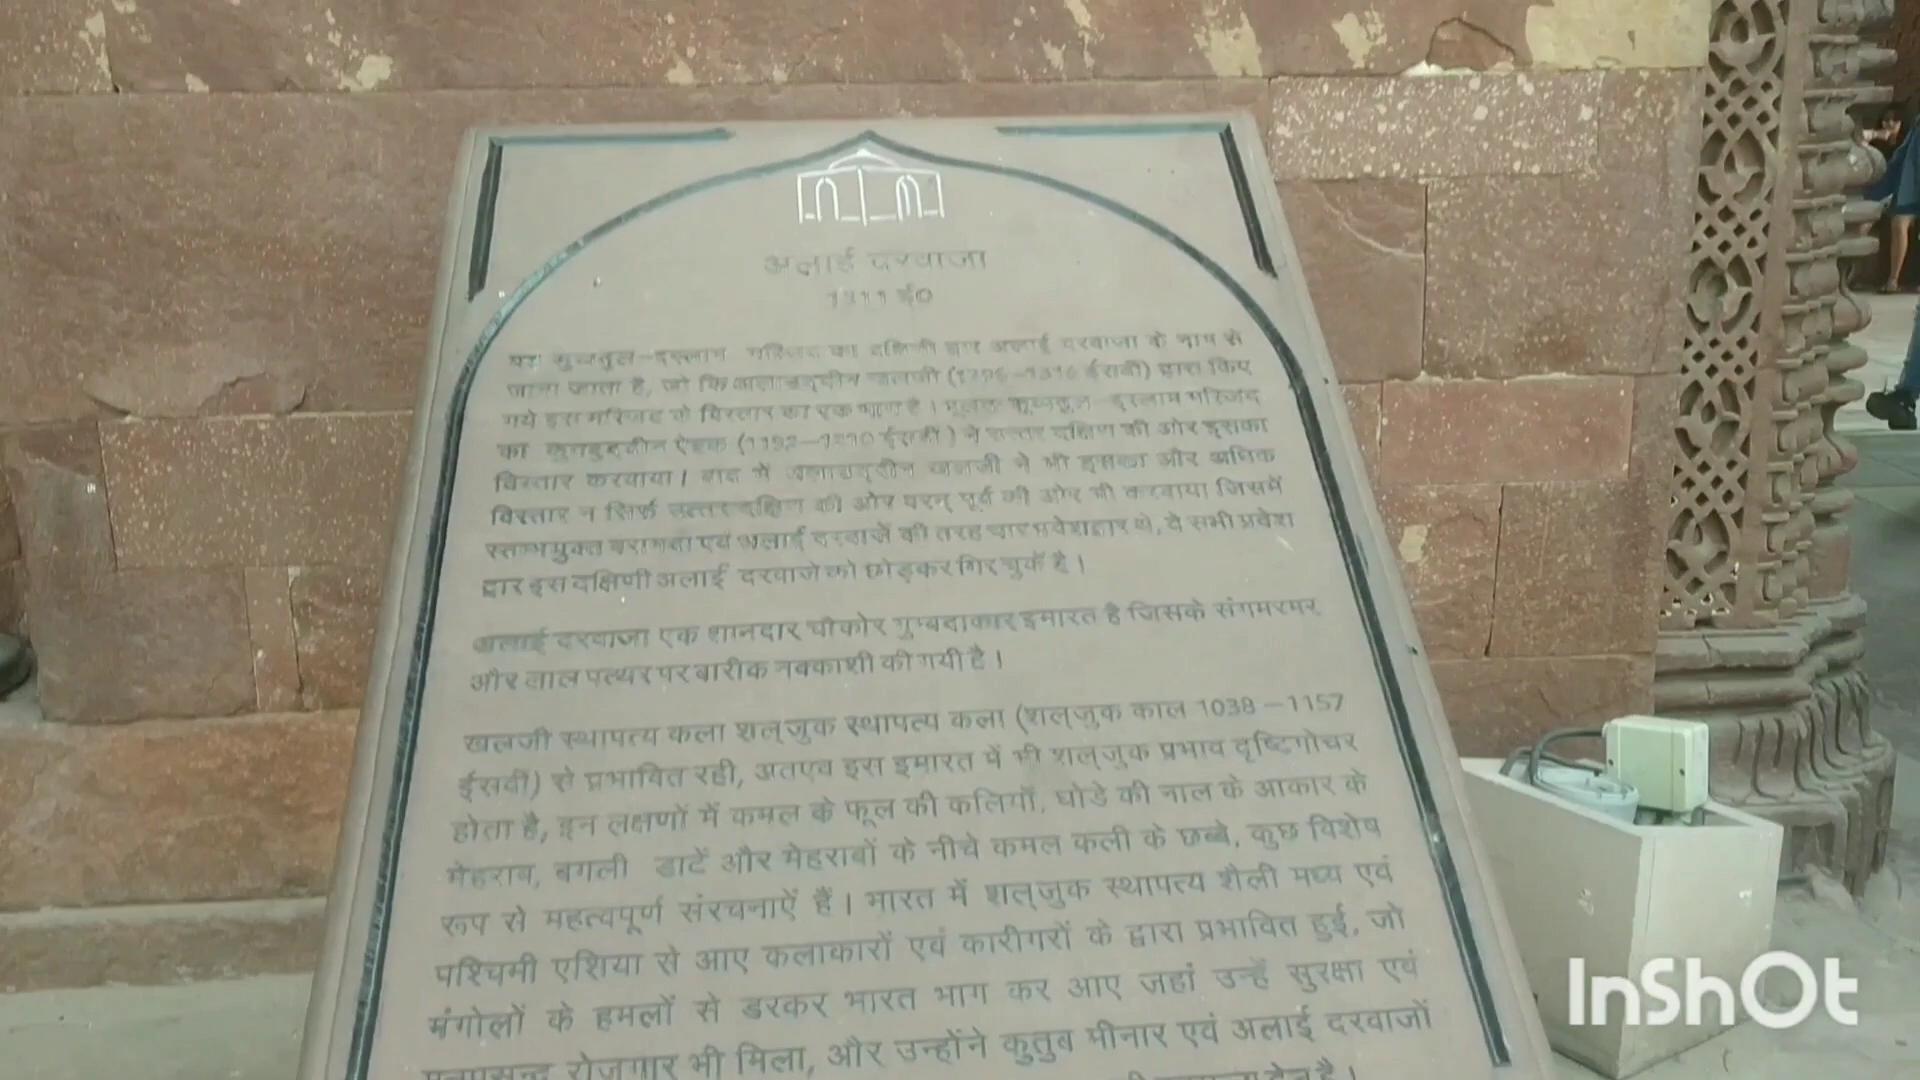 अलाई दरवाजा
1311 ई0
यह कुव्वतुल-इस्लाम मस्जिद का दक्षिणी द्वार अलाई दरवाजा के नाम से
जाना जाता है, जो कि अलाउद्दीन खलजी (1296-1316 ईसवी) द्वारा किए
गये इस मस्जिद के विस्तार का एक भाग है। मूलतः कुव्वतुल-इस्लाम मस्जिद
का कुतबुद्दीन ऐबक (1192-1210 ईसवी) ने उत्तर दक्षिण की ओर इसका
विस्तार करवाया। बाद में अलाउद्दीन खलजी ने भी इसका और अधिक
विस्तार न सिर्फ उत्तर दक्षिण की ओर वरन् पूर्व की ओर भी करवाया जिसमें
स्तम्भयुक्त बरामदा एवं अलाई दरवाजे की तरह चार प्रवेशद्वार थे, वे सभी प्रवेश
द्वार इस दक्षिणी अलाई दरवाजे को छोड़कर गिर चुकें है।
अलाई दरवाजा एक शानदार चौकोर गुम्बदाकार इमारत है जिसके संगमरमर
और लाल पत्थर पर बारीक नक्काशी की गयी है।
खलजी स्थापत्य कला शल्जुक स्थापत्य कला (शल्जुक काल 1038-1157
ईसवी) से प्रभावित रही, अतएव इस इमारत में भी शल्जुक प्रभाव दृष्टिगोचर
होता है, इन लक्षणों में कमल के फूल की कलियाँ, घोडे की नाल के आकार के
मेहराब, बगली डाटें और मेहराबों के नीचे कमल कली के छब्बे, कुछ विशेष
रूप से महत्वपूर्ण संरचनाऐं हैं। भारत में शल्जुक स्थापत्य शैली मध्य एवं
पश्चिमी एशिया से आए कलाकारों एवं कारीगरों के द्वारा प्रभावित हुई, जो
मंगोलों के हमलों से डरकर भारत भाग कर आए जहां उन्हें सुरक्षा एवं
रोजगार भी मिला, और उन्होंने कुतुब मीनार एवं अलाई दरवाजों
InShOt